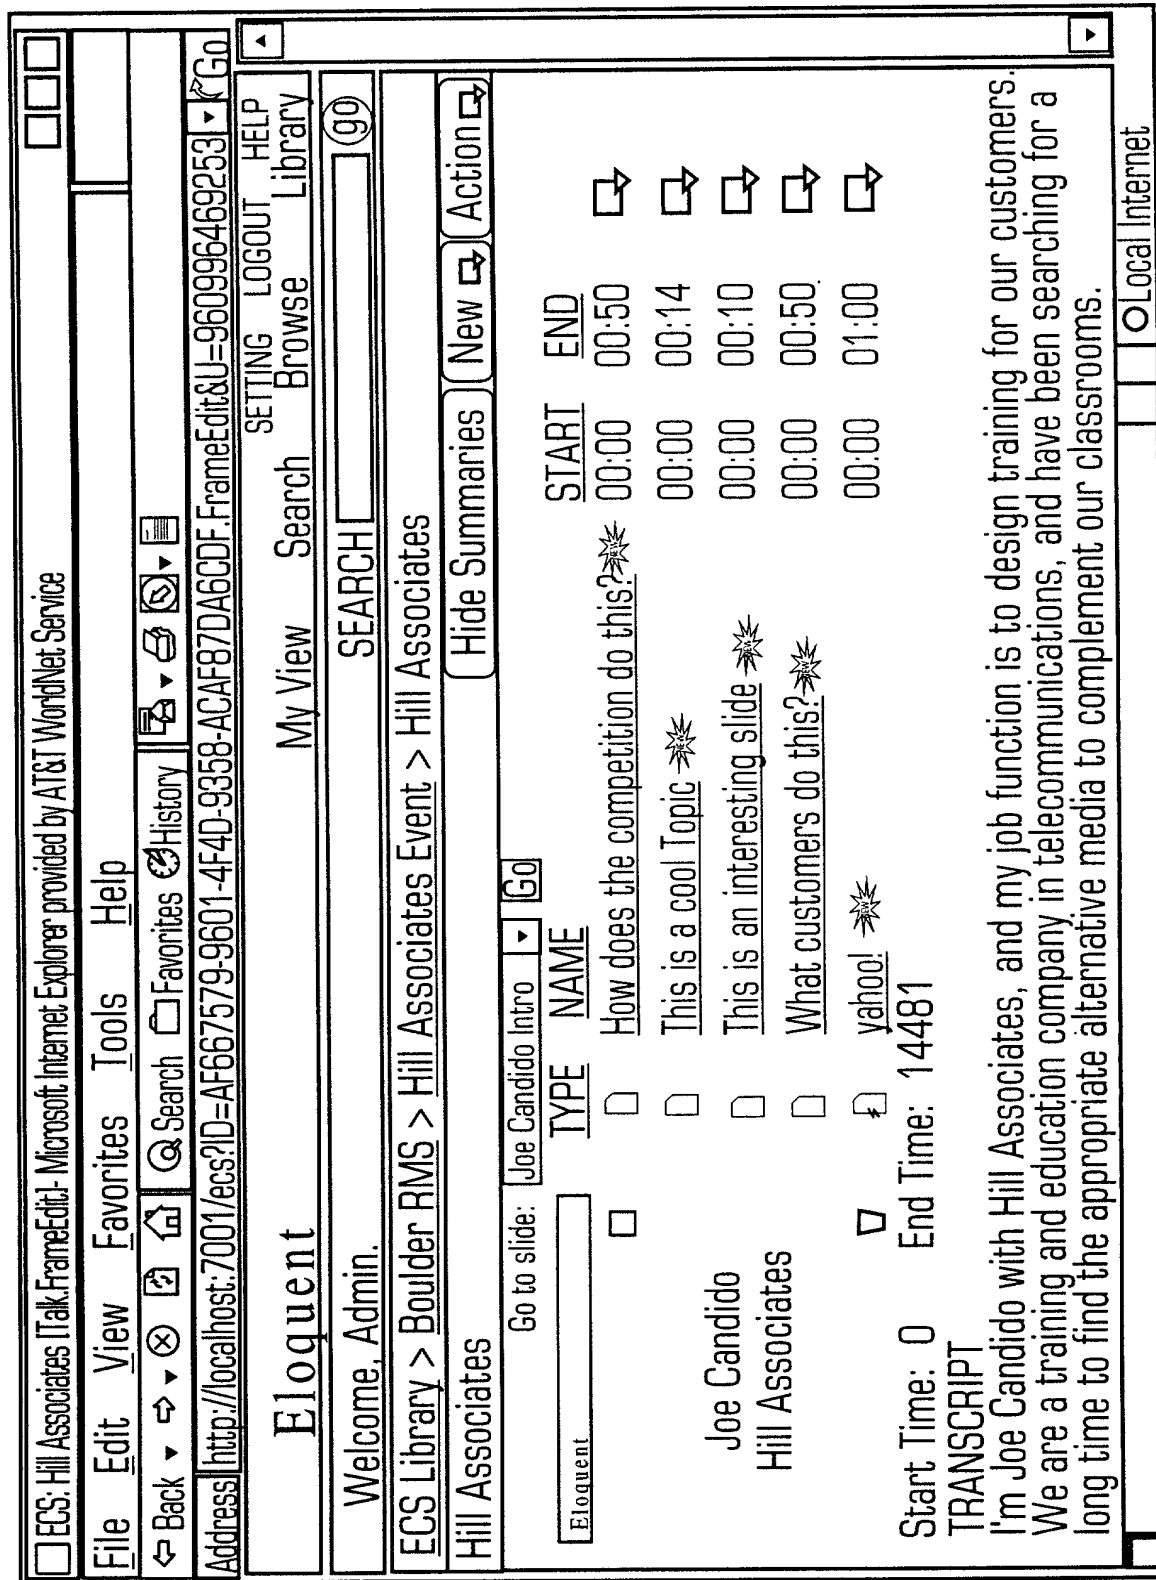 ECS: Hill Associates [Talk.FrameEdit]- Microsoft Internet Explorer provided by AT&T WorldNet Service
File Edit View Favorites Tools Help
Back Search Favorites History
Address http://localhost:7001/ecs?ID=AF667579-9601-4F4D-9358-ACAF87DA6CDF.FrameEdit&U=960996469253 Go
SETTING LOGOUT HELP
Eloquent My View Search Browse Library
Welcome, Admin. SEARCH go
ECS Library > Boulder RMS > Hill Associates Event > Hill Associates
Hill Associates Hide Summaries New Action
Go to slide: Joe Candido Intro Go
Eloquent
TYPE NAME START END
How does the competition do this? NEW 00:00 00:50
This is a cool Topic NEW 00:00 00:14
This is an interesting slide NEW 00:00 00:10
What customers do this? NEW 00:00 00:50
yahoo! NEW 00:00 01:00
Joe Candido
Hill Associates
Start Time: 0 End Time: 14481
TRANSCRIPT
I'm Joe Candido with Hill Associates, and my job function is to design training for our customers.
We are a training and education company in telecommunications, and have been searching for a
long time to find the appropriate alternative media to complement our classrooms.
Local Internet